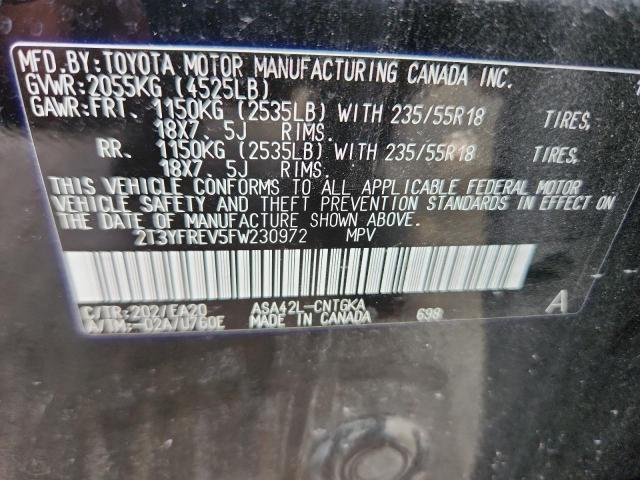 MFD.BY:TOYOTA MOTOR MANUFACTURING CANADA INC.
GVWR:2055KG (4525LB)
GAWR:FRT. 1150KG (2535LB) WITH 235/55R18 TIRES,
18X7. 5J RIMS.
RR. 1150KG (2535LB) WITH 235/55R18 TIRES,
18X7. 5J RIMS.
THIS VEHICLE CONFORMS TO ALL APPLICABLE FEDERAL MOTOR
VEHICLE SAFETY AND THEFT PREVENTION STANDARDS IN EFFECT ON
THE DATE OF MANUFACTURE SHOWN ABOVE.
2T3YFREV5FW230972 MPV
C/TR:202/EA20 ASA42L-CNTGKA 698 A
A/TM:-02A/U760E MADE IN CANADA